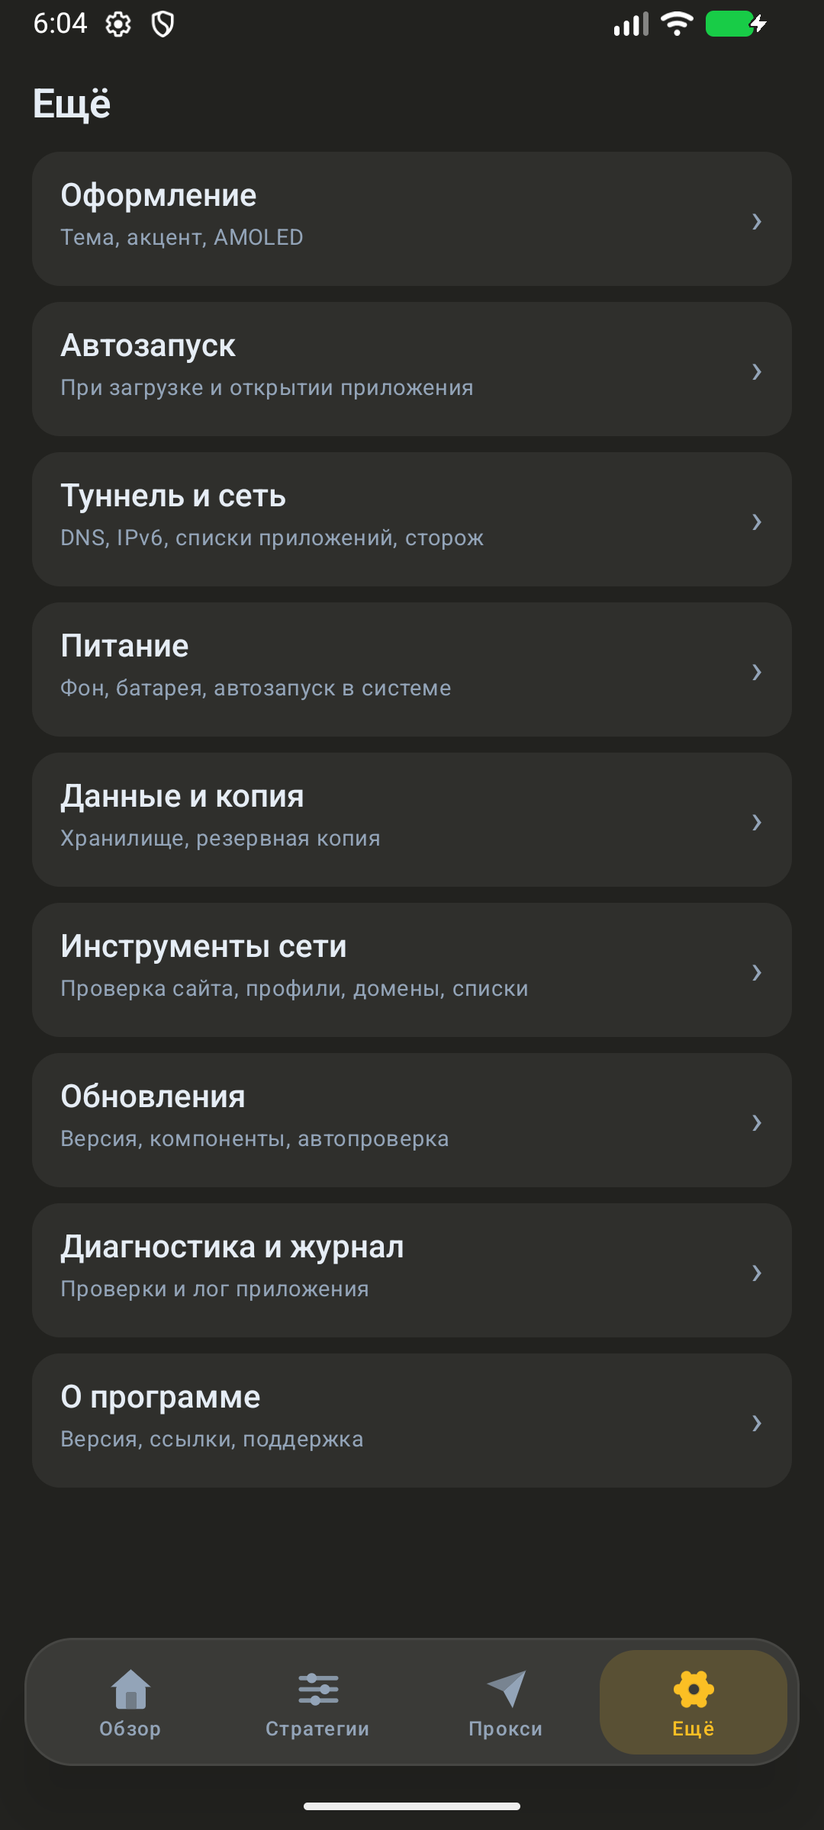 6:04
Ещё
Оформление
Тема, акцент, AMOLED
Автозапуск
При загрузке и открытии приложения
Туннель и сеть
DNS, IPv6, списки приложений, сторож
Питание
Фон, батарея, автозапуск в системе
Данные и копия
Хранилище, резервная копия
Инструменты сети
Проверка сайта, профили, домены, списки
Обновления
Версия, компоненты, автопроверка
Диагностика и журнал
Проверки и лог приложения
О программе
Версия, ссылки, поддержка
Обзор Стратегии Прокси Ещё